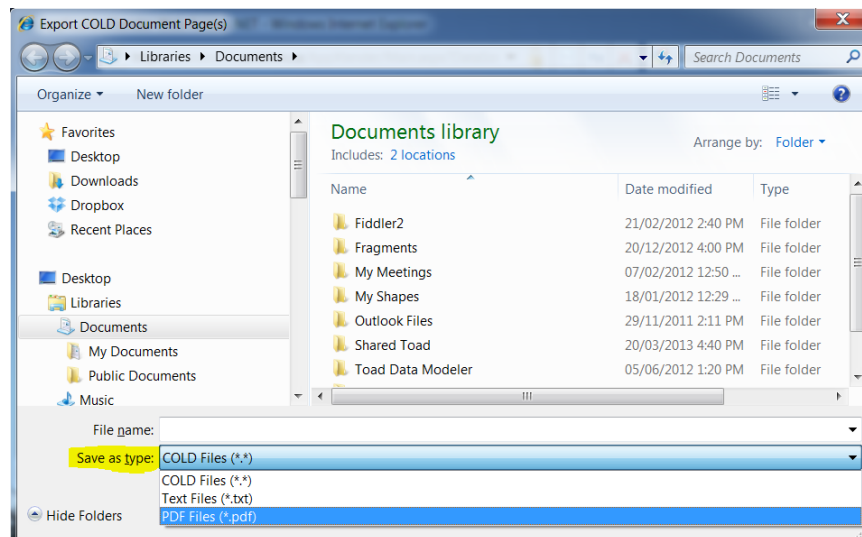 Export COLD Document Page(s)
Libraries Documents
Search Documents
Organize
New folder
Favorites
Desktop
Downloads
Dropbox
Recent Places
Desktop
Libraries
Documents
My Documents
Public Documents
Music
Documents library
Includes: 2 locations
Arrange by: Folder
Name Date modified Type
Fiddler2 21/02/2012 2:40 PM File folder
Fragments 20/12/2012 4:00 PM File folder
My Meetings 07/02/2012 12:50 ... File folder
My Shapes 18/01/2012 12:29 ... File folder
Outlook Files 29/11/2011 2:11 PM File folder
Shared Toad 20/03/2013 4:40 PM File folder
Toad Data Modeler 05/06/2012 1:20 PM File folder
File name:
Save as type: COLD Files (*.*)
COLD Files (*.*)
Text Files (*.txt)
PDF Files (*.pdf)
Hide Folders